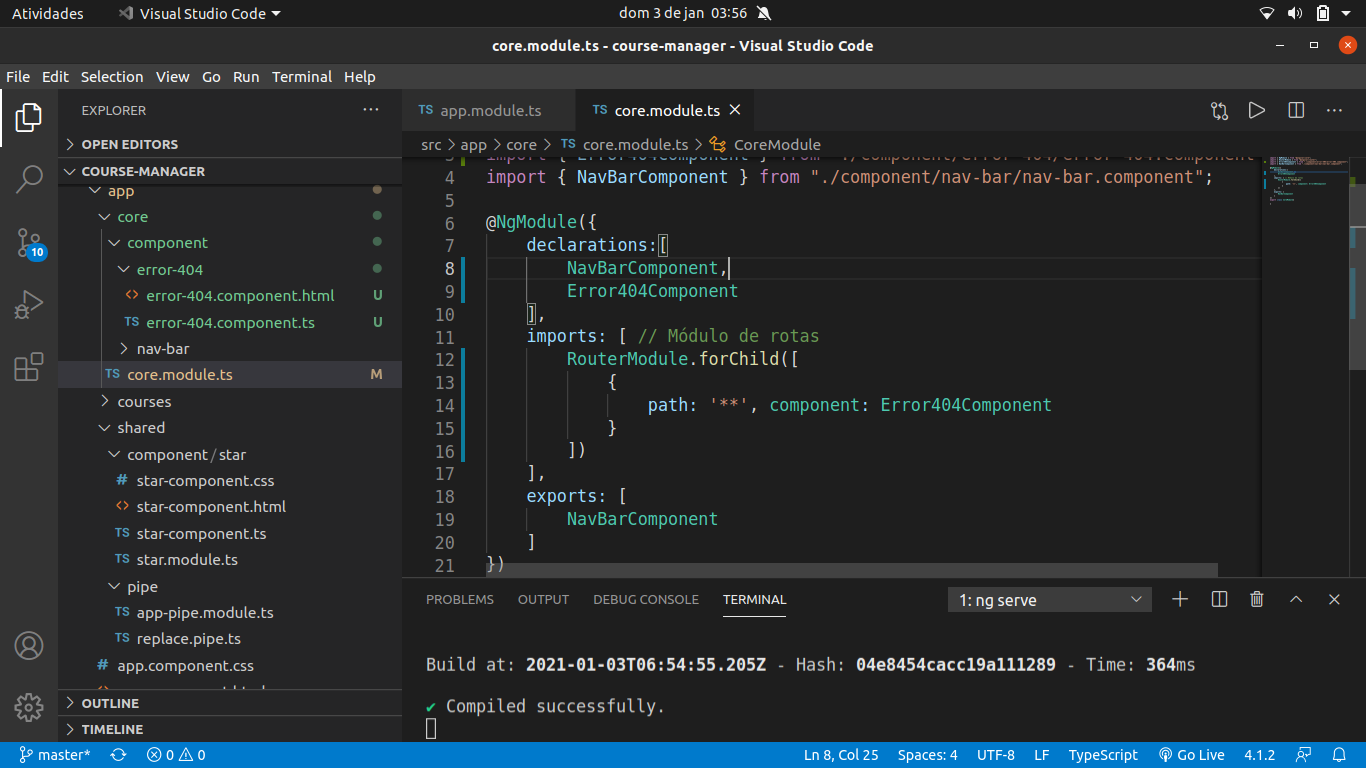 Atividades Visual Studio Code dom 3 de jan 03:56
core.module.ts - course-manager - Visual Studio Code
File Edit Selection View Go Run Terminal Help
EXPLORER
OPEN EDITORS
COURSE-MANAGER
app
core
component
error-404
error-404.component.html U
TS error-404.component.ts U
nav-bar
TS core.module.ts M
courses
shared
component/star
# star-component.css
star-component.html
TS star-component.ts
TS star.module.ts
pipe
TS app-pipe.module.ts
TS replace.pipe.ts
# app.component.css
OUTLINE
TIMELINE
10
TS app.module.ts TS core.module.ts
src > app > core > TS core.module.ts > CoreModule
3 import { Error404Component } from "./component/error-404/error-404.component"
4 import { NavBarComponent } from "./component/nav-bar/nav-bar.component";
5
6 @NgModule({
7 declarations:[
8 NavBarComponent,
9 Error404Component
10 ],
11 imports: [ // Módulo de rotas
12 RouterModule.forChild([
13 {
14 path: '**', component: Error404Component
15 }
16 ])
17 ],
18 exports: [
19 NavBarComponent
20 ]
21 })
PROBLEMS OUTPUT DEBUG CONSOLE TERMINAL 1: ng serve
Build at: 2021-01-03T06:54:55.205Z - Hash: 04e8454cacc19a111289 - Time: 364ms
✔ Compiled successfully.
master* 0 0 Ln 8, Col 25 Spaces: 4 UTF-8 LF TypeScript Go Live 4.1.2